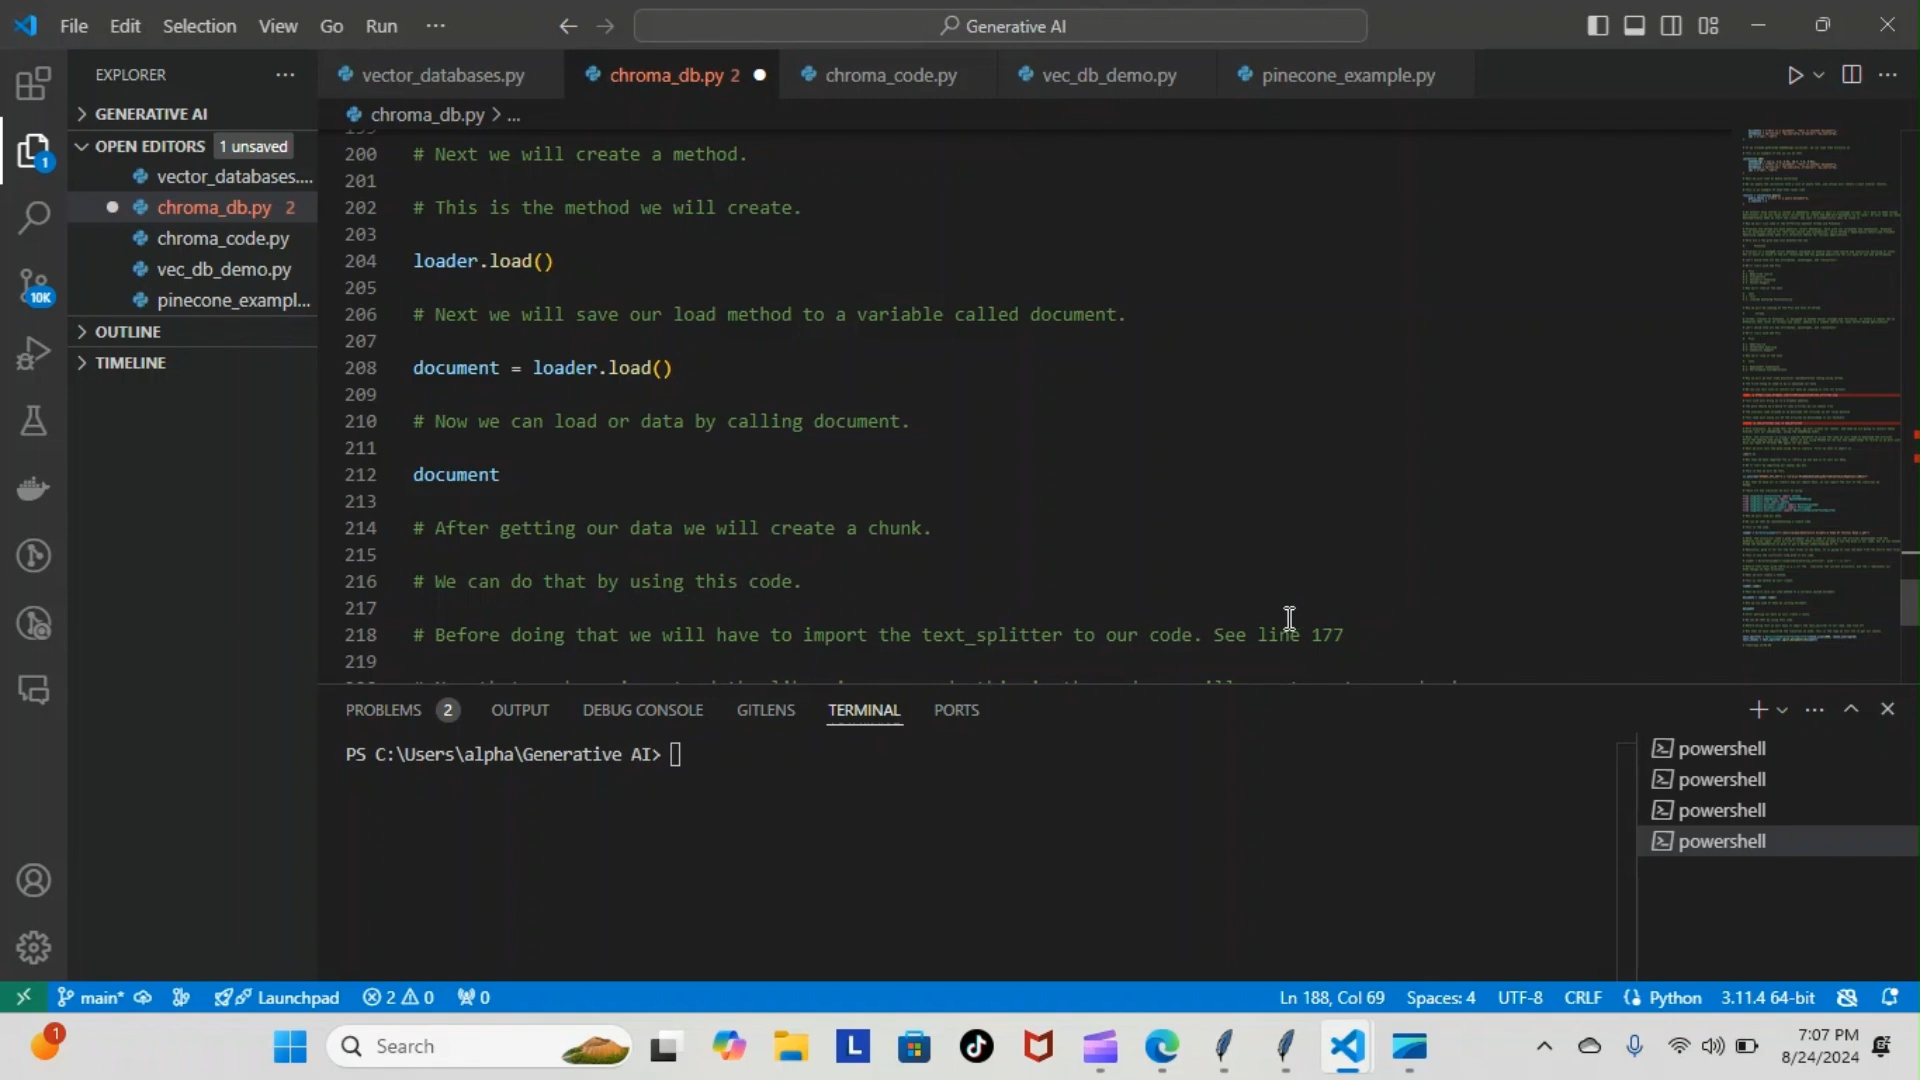 File Edit Selection View Go Run ... Generative AI
EXPLORER ...
GENERATIVE AI
OPEN EDITORS 1 unsaved
vector_databases....
chroma_db.py 2
chroma_code.py
vec_db_demo.py
pinecone_exampl...
OUTLINE
TIMELINE
1
10K
vector_databases.py chroma_db.py 2 chroma_code.py vec_db_demo.py pinecone_example.py
chroma_db.py > ...
200 # Next we will create a method.
201
202 # This is the method we will create.
203
204 loader.load()
205
206 # Next we will save our load method to a variable called document.
207
208 document = loader.load()
209
210 # Now we can load or data by calling document.
211
212 document
213
214 # After getting our data we will create a chunk.
215
216 # We can do that by using this code.
217
218 # Before doing that we will have to import the text_splitter to our code. See line 177
219
PROBLEMS 2 OUTPUT DEBUG CONSOLE GITLENS TERMINAL PORTS
PS C:\Users\alpha\Generative AI>
powershell
powershell
powershell
powershell
main* Launchpad 2 0 0 Ln 188, Col 69 Spaces: 4 UTF-8 CRLF Python 3.11.4 64-bit
1 Search L 7:07 PM
8/24/2024